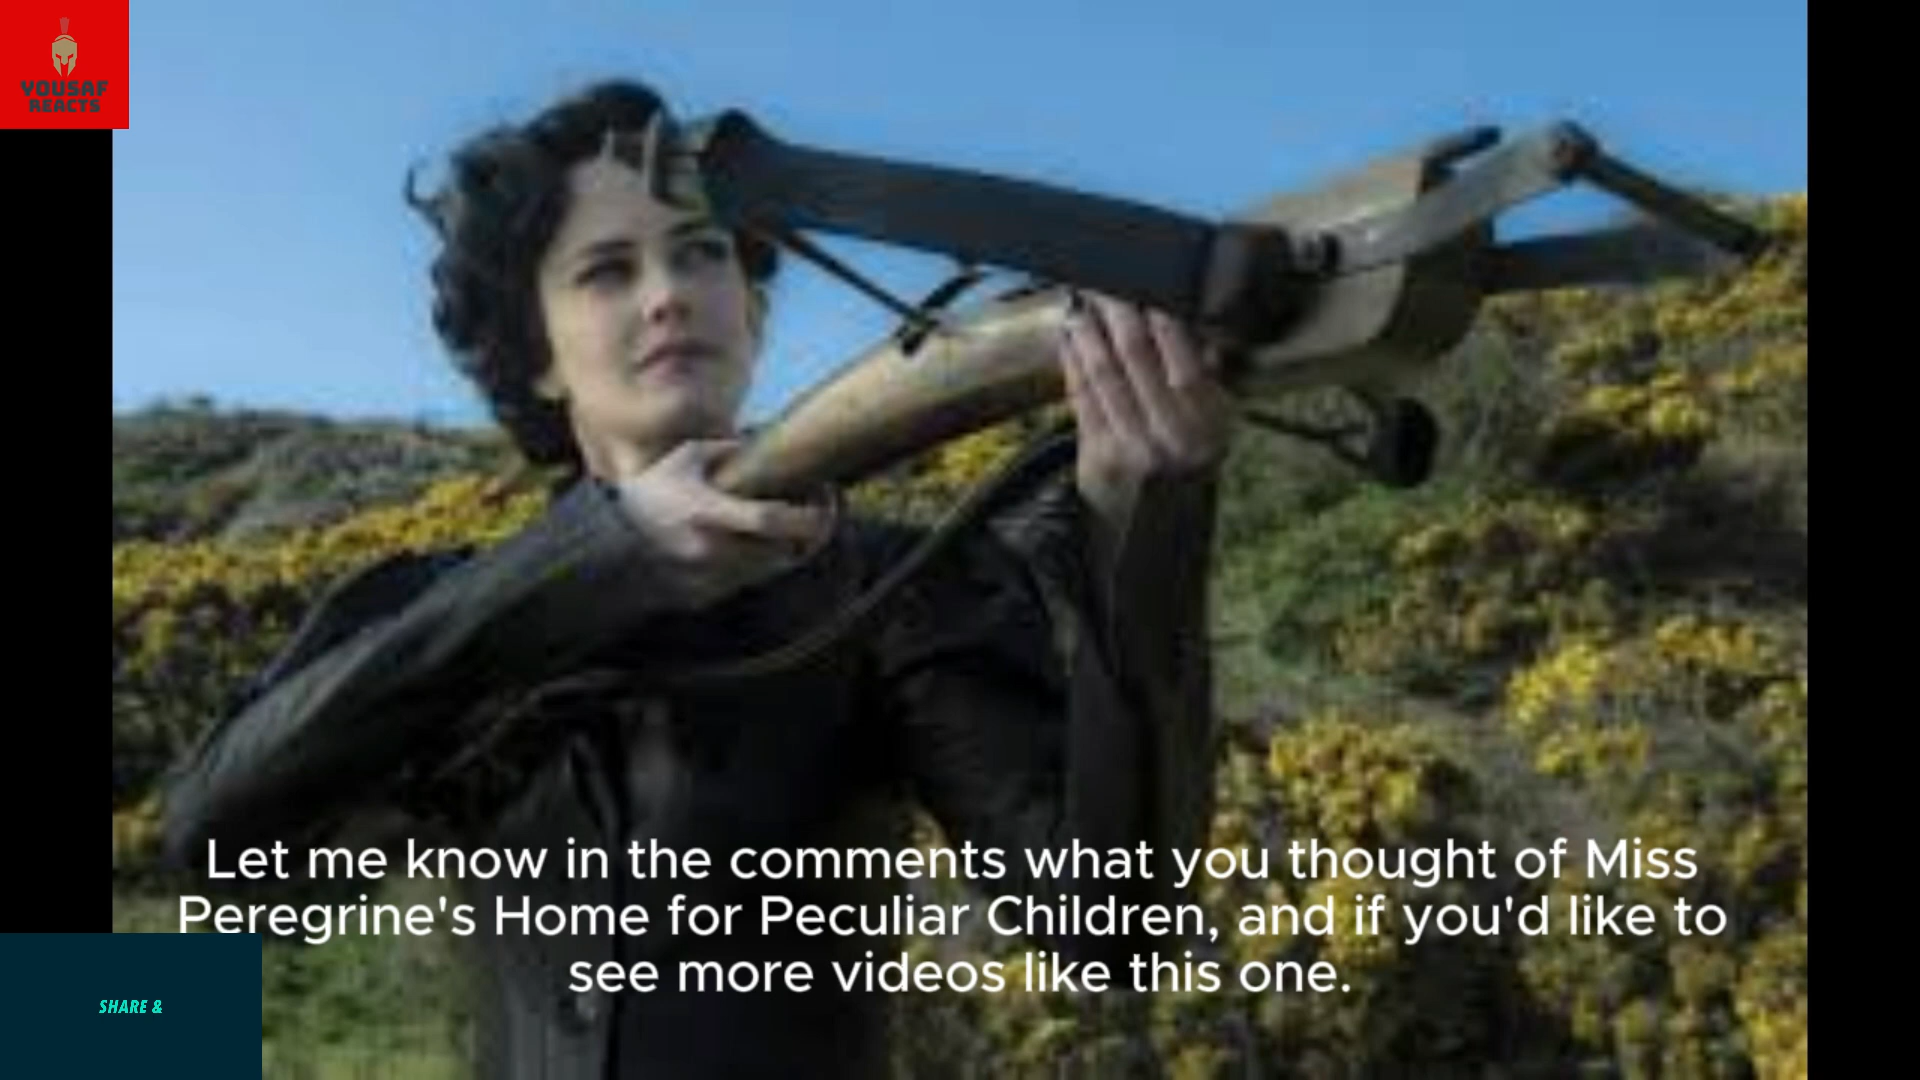 YOUSAF
REACTS
Let me know in the comments what you thought of Miss
Peregrine's Home for Peculiar Children, and if you'd like to
see more videos like this one.
SHARE &